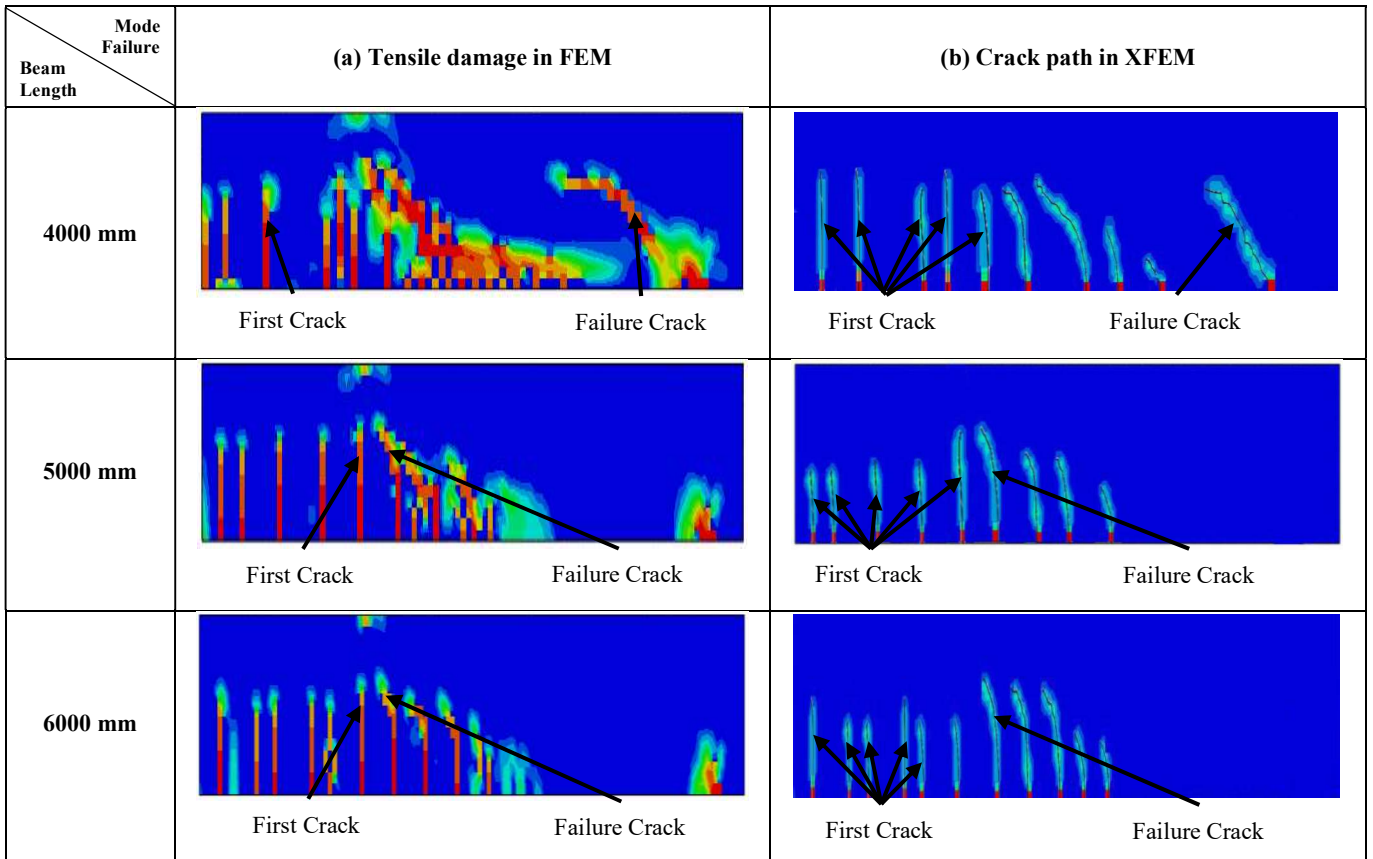 Mode
Failure
Beam
Length
(a) Tensile damage in FEM
(b) Crack path in XFEM
4000 mm
First Crack
Failure Crack
First Crack
Failure Crack
5000 mm
First Crack
Failure Crack
First Crack
Failure Crack
6000 mm
First Crack
Failure Crack
First Crack
Failure Crack